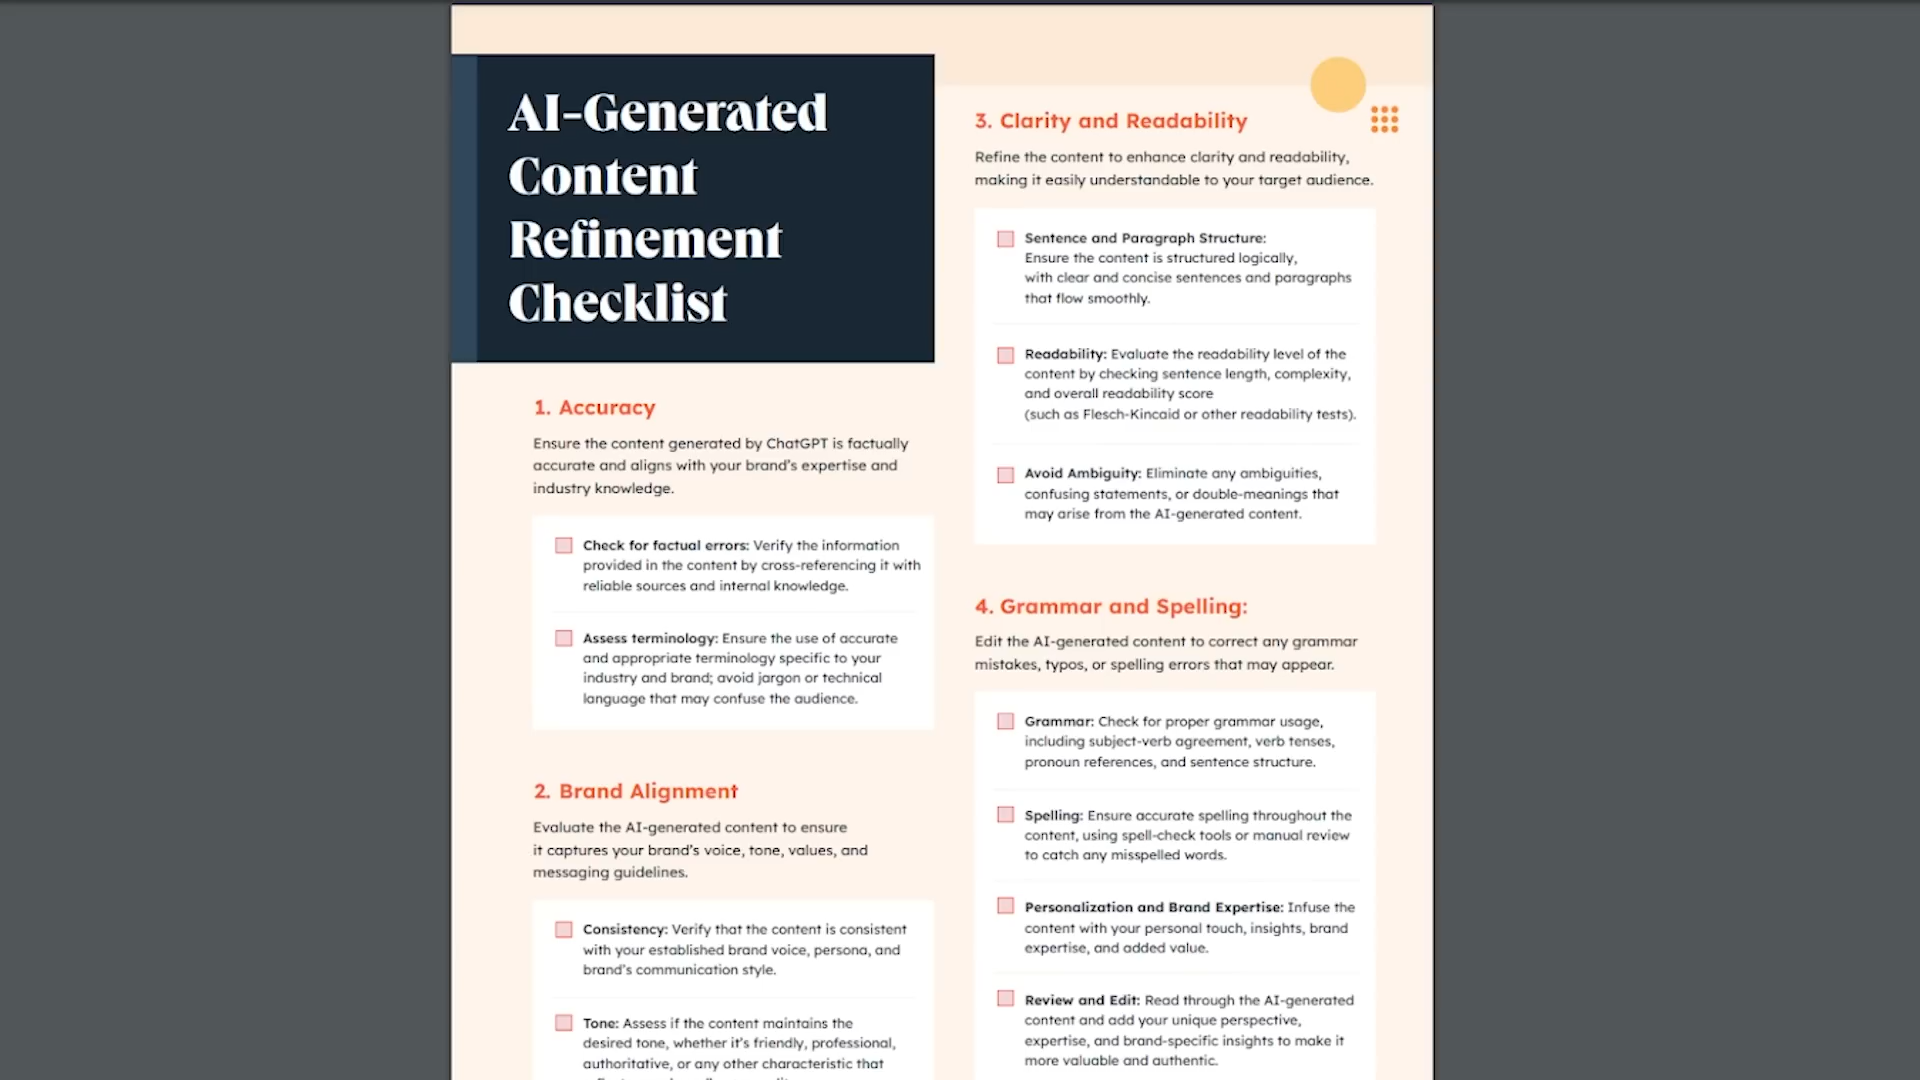 AI-Generated
Content
Refinement
Checklist
1. Accuracy
Ensure the content generated by ChatGPT is factually
accurate and aligns with your brand's expertise and
industry knowledge.
Check for factual errors: Verify the information
provided in the content by cross-referencing it with
reliable sources and internal knowledge.
Assess terminology: Ensure the use of accurate
and appropriate terminology specific to your
industry and brand; avoid jargon or technical
language that may confuse the audience.
2. Brand Alignment
Evaluate the AI-generated content to ensure
it captures your brand's voice, tone, values, and
messaging guidelines.
Consistency: Verify that the content is consistent
with your established brand voice, persona, and
brand's communication style.
Tone: Assess if the content maintains the
desired tone, whether it's friendly, professional,
authoritative, or any other characteristic that
3. Clarity and Readability
Refine the content to enhance clarity and readability,
making it easily understandable to your target audience.
Sentence and Paragraph Structure:
Ensure the content is structured logically,
with clear and concise sentences and paragraphs
that flow smoothly.
Readability: Evaluate the readability level of the
content by checking sentence length, complexity,
and overall readability score
(such as Flesch-Kincaid or other readability tests).
Avoid Ambiguity: Eliminate any ambiguities,
confusing statements, or double-meanings that
may arise from the AI-generated content.
4. Grammar and Spelling:
Edit the AI-generated content to correct any grammar
mistakes, typos, or spelling errors that may appear.
Grammar: Check for proper grammar usage,
including subject-verb agreement, verb tenses,
pronoun references, and sentence structure.
Spelling: Ensure accurate spelling throughout the
content, using spell-check tools or manual review
to catch any misspelled words.
Personalization and Brand Expertise: Infuse the
content with your personal touch, insights, brand
expertise, and added value.
Review and Edit: Read through the AI-generated
content and add your unique perspective,
expertise, and brand-specific insights to make it
more valuable and authentic.